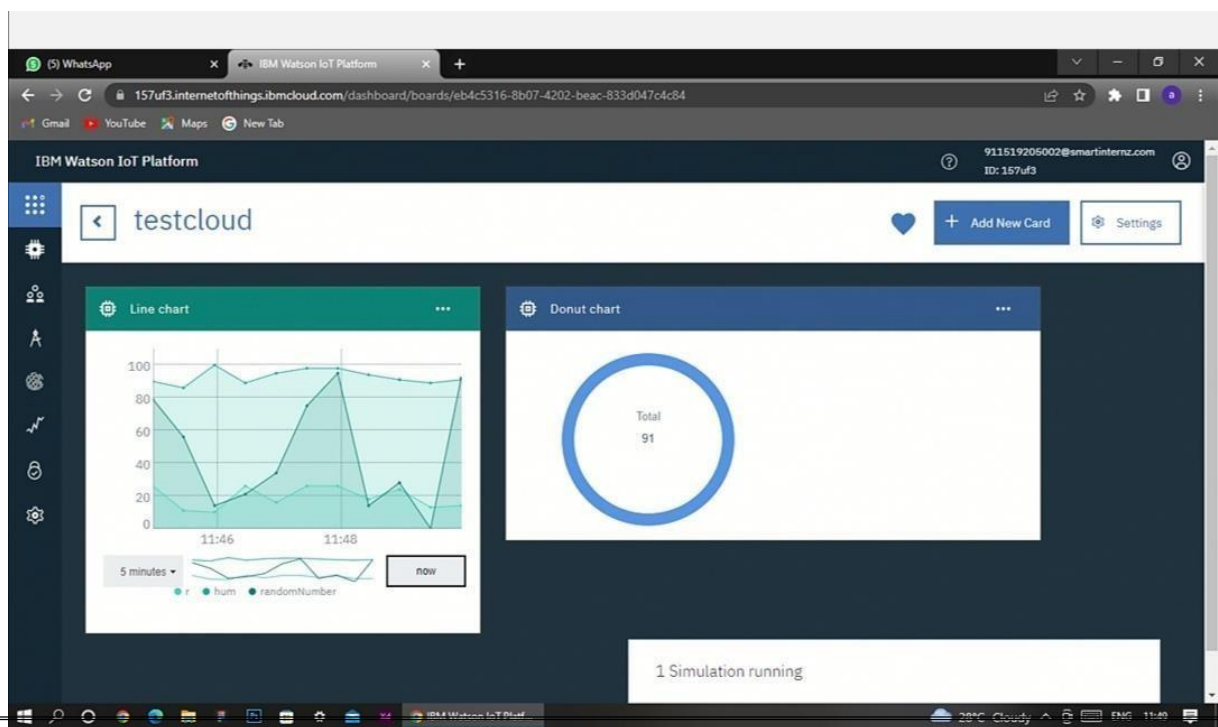 (5) WhatsApp
IBM Watson IoT Platform
157uf3.internetofthings.ibmcloud.com/dashboard/boards/eb4c5316-8b07-4202-beac-833d047c4c84
Gmail YouTube Maps New Tab
IBM Watson IoT Platform
911519205002@smartinternz.com
ID: 157uf3
testcloud
Add New Card
Settings
Line chart
Donut chart
100
80
60
40
20
0
11:46 11:48
Total
91
5 minutes
now
r hum randomNumber
1 Simulation running
IBM Watson IoT Platf...
28°C Cloudy ENG 11:49